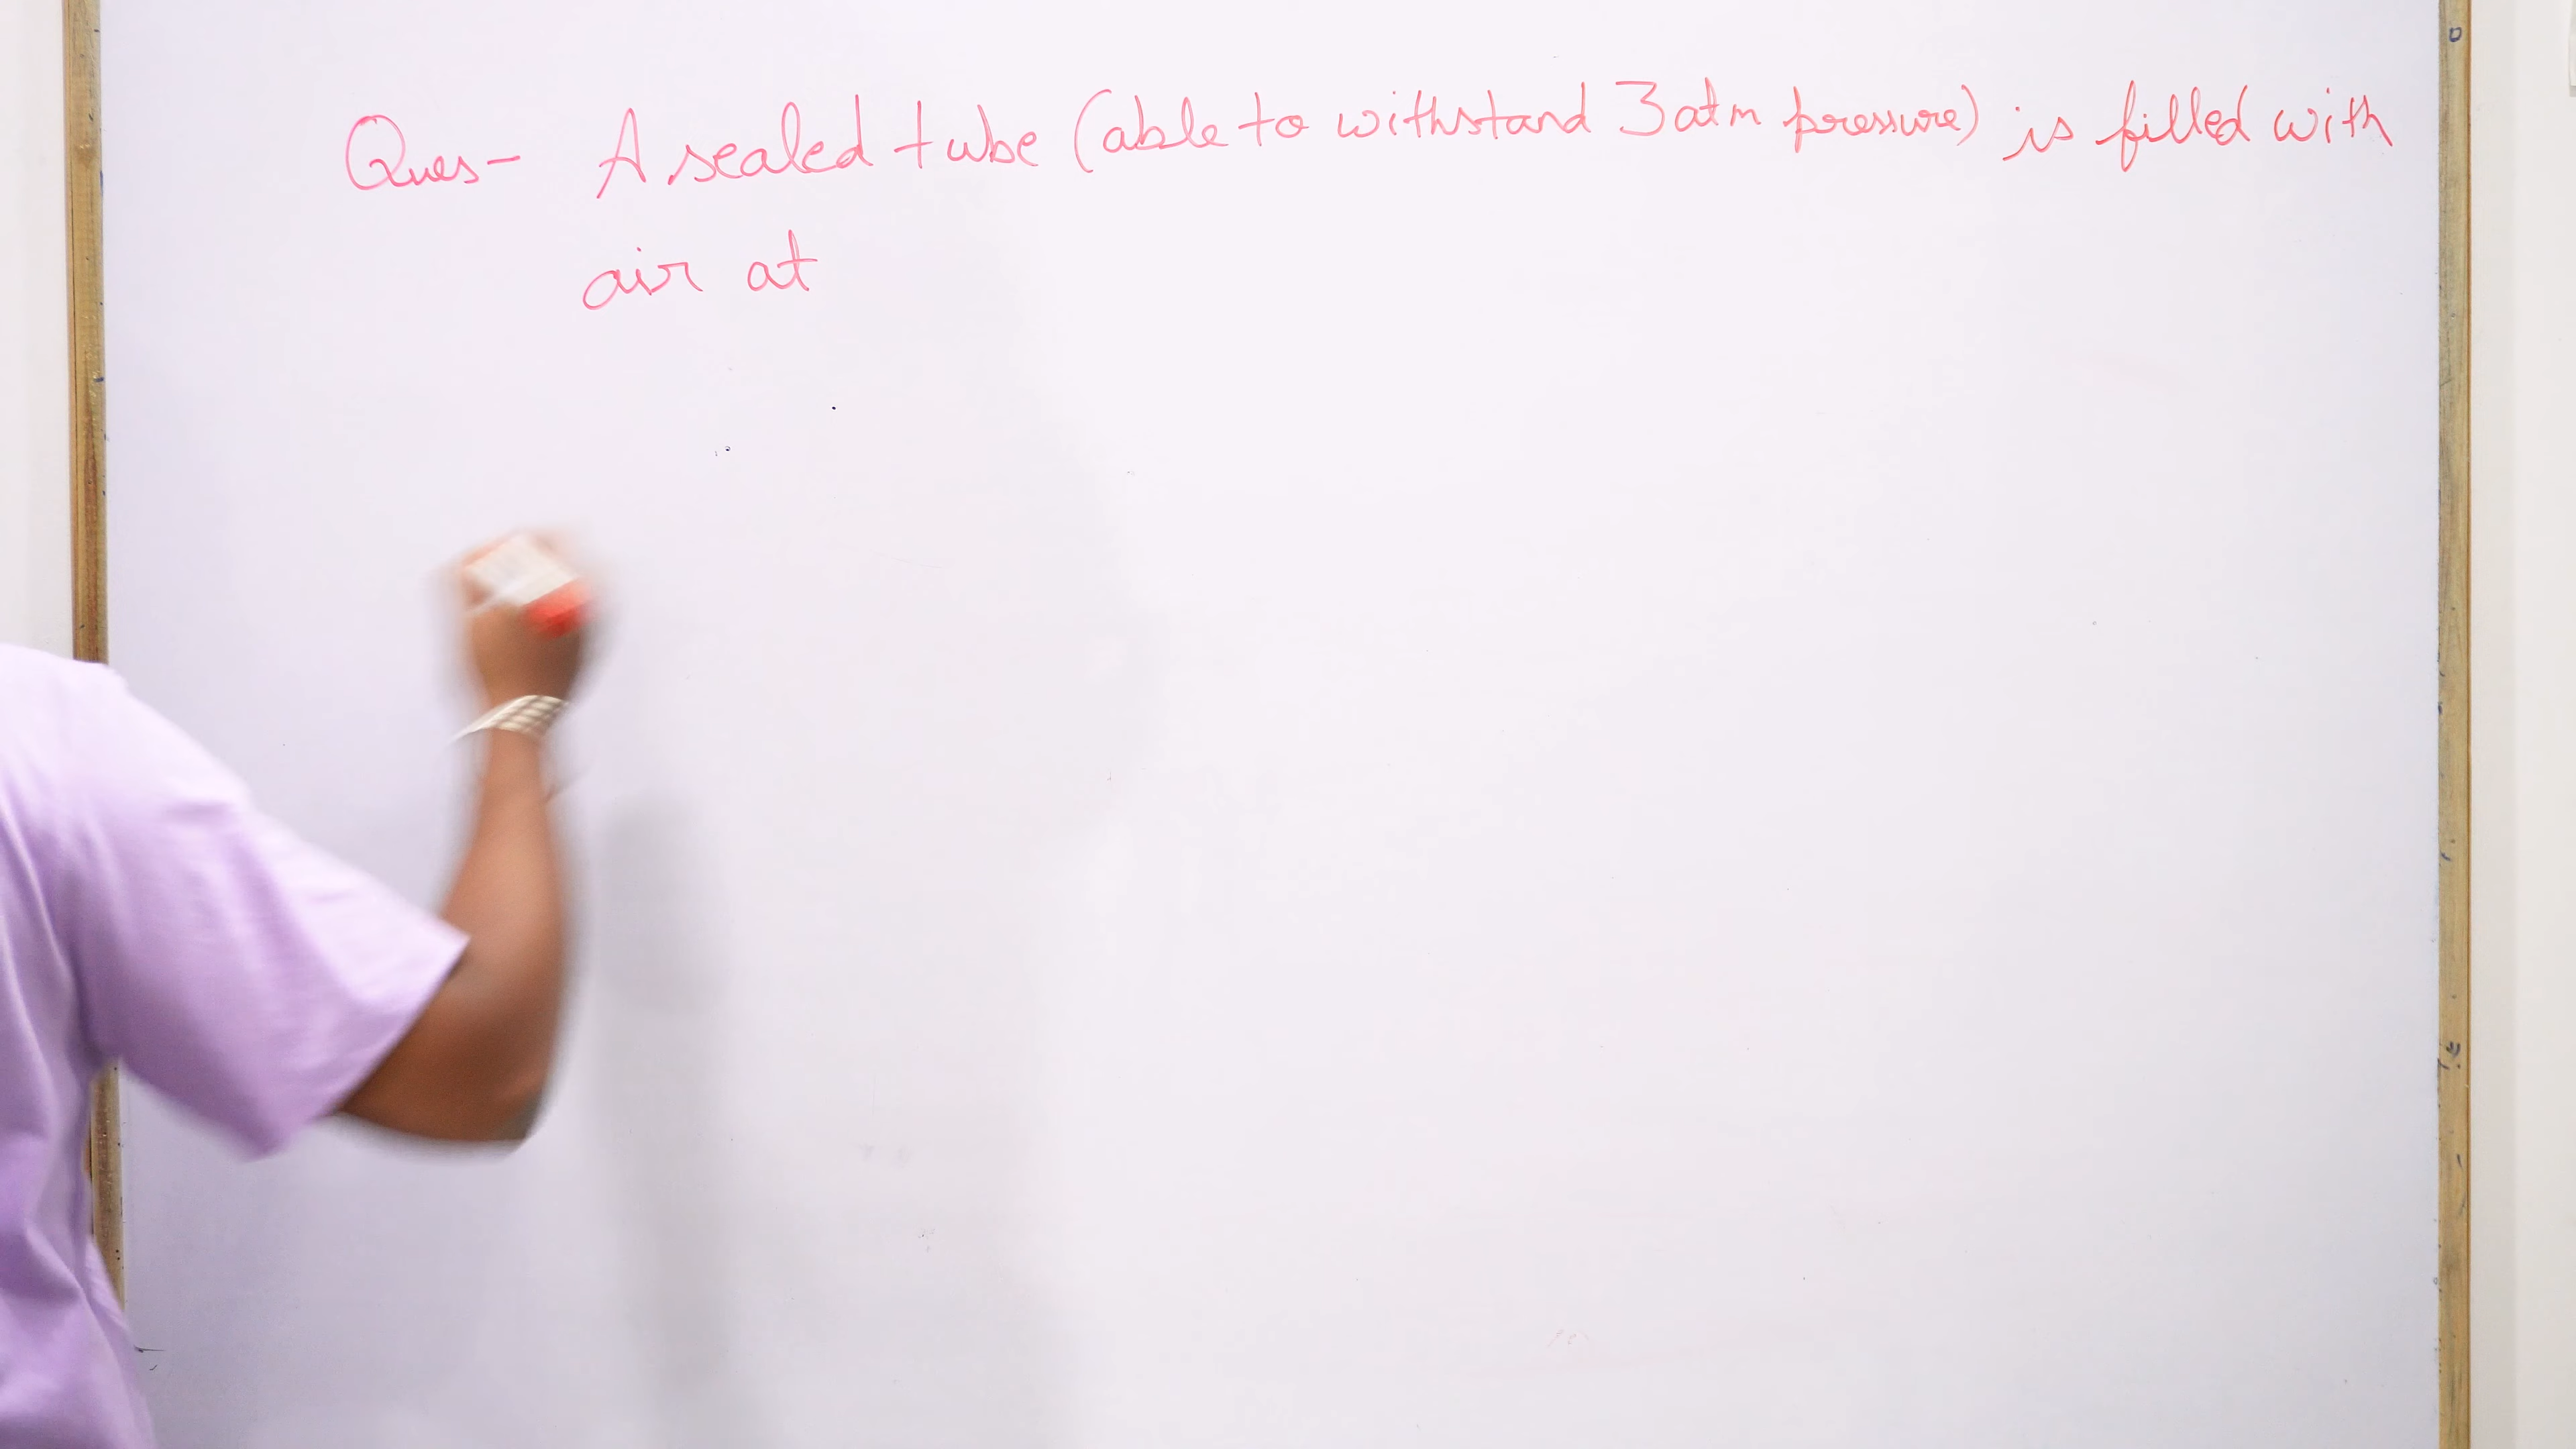 Ques- A sealed tube (able to withstand 3 atm pressure) is filled with
air at